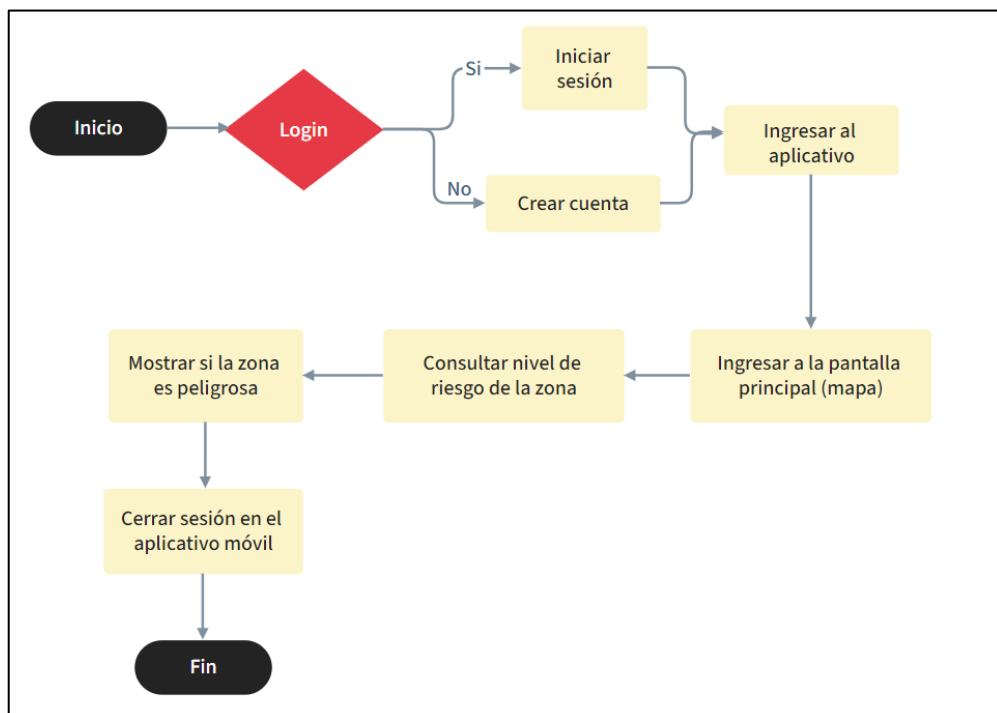 Inicio
Login
Si
Iniciar
sesión
No
Crear cuenta
Ingresar al
aplicativo
Ingresar a la pantalla
principal (mapa)
Consultar nivel de
riesgo de la zona
Mostrar si la zona
es peligrosa
Cerrar sesión en el
aplicativo móvil
Fin